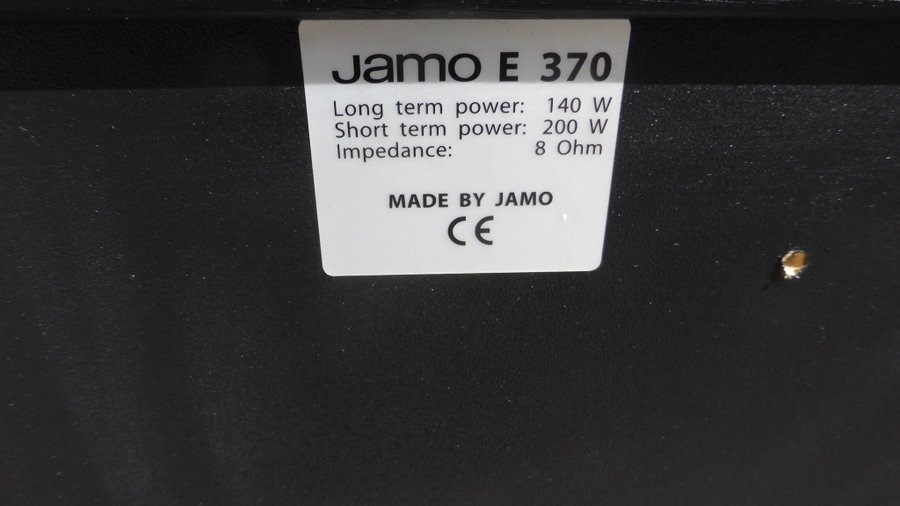 Jamo E 370
Long term power: 140 W
Short term power: 200 W
Impedance: 8 Ohm
MADE BY JAMO
CE